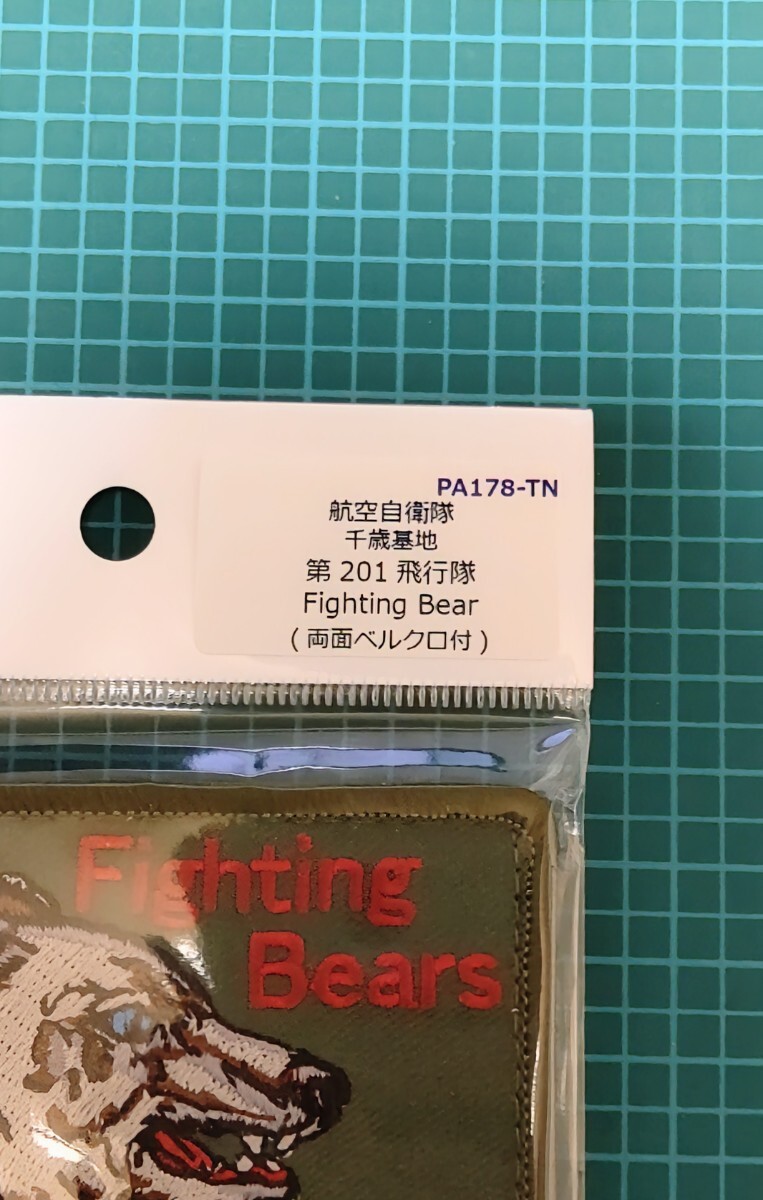 PA178-TN
航空自衛隊
千歳基地
第 201 飛行隊
Fighting Bear
( 両面ベルクロ付 )
Fighting
Bears